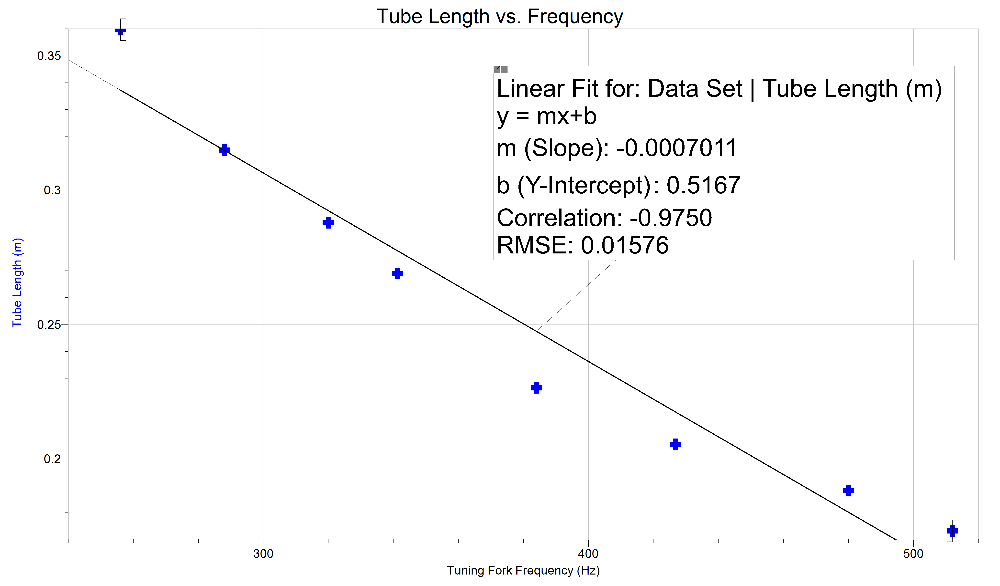 Tube Length vs. Frequency
0.35
0.3
0.25
0.2
Tube Length (m)
Linear Fit for: Data Set | Tube Length (m)
y = mx+b
m (Slope): -0.0007011
b (Y-Intercept): 0.5167
Correlation: -0.9750
RMSE: 0.01576
300
400
500
Tuning Fork Frequency (Hz)